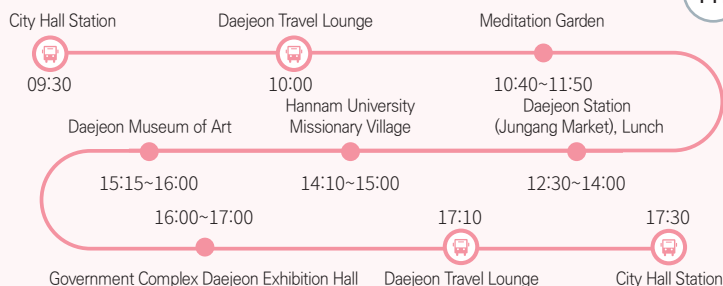 City Hall Station
Daejeon Travel Lounge
Meditation Garden
09:30
10:00
10:40~11:50
Daejeon Station
(Jungang Market), Lunch
12:30~14:00
Hannam University
Missionary Village
14:10~15:00
Daejeon Museum of Art
15:15~16:00
16:00~17:00
Government Complex Daejeon Exhibition Hall
17:10
Daejeon Travel Lounge
17:30
City Hall Station